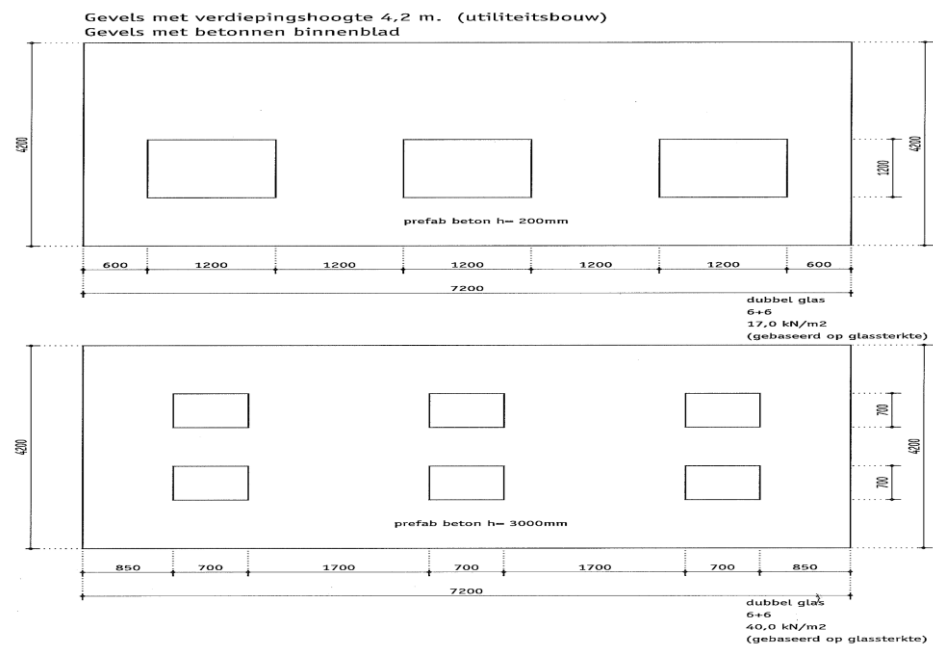 Gevels met verdiepingshoogte 4,2 m. (utiliteitsbouw)
Gevels met betonnen binnenblad
4200
4200
1200
prefab beton h= 200mm
600 1200 1200 1200 1200 1200 600
7200
dubbel glas
6+6
17,0 kN/m2
(gebaseerd op glassterkte)
4200
700
4200
700
prefab beton h= 3000mm
850 700 1700 700 1700 700 850
7200
dubbel glas
6+6
40,0 kN/m2
(gebaseerd op glassterkte)